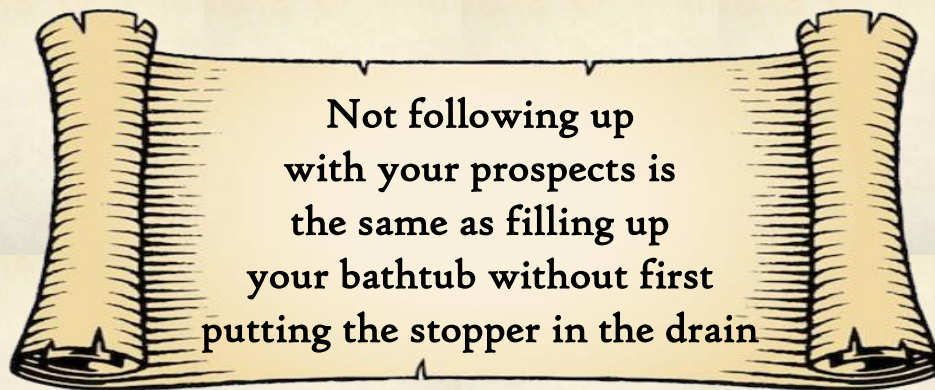 Not following up
with your prospects is
the same as filling up
your bathtub without first
putting the stopper in the drain